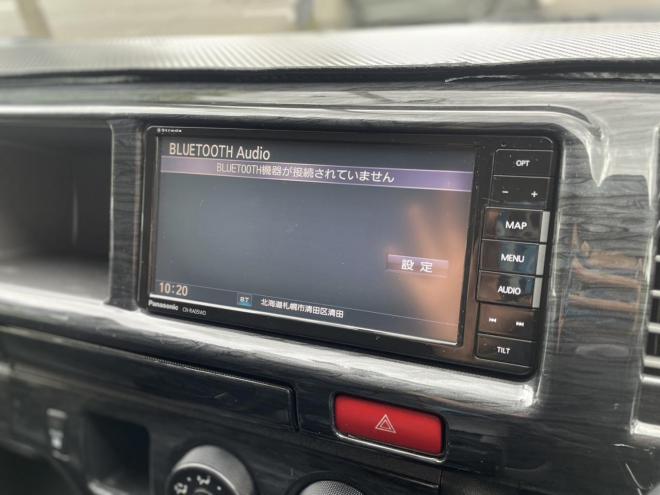 Strada
BLUETOOTH Audio
BLUETOOTH機器が接続されていません
設定
10:20
BT 北海道札幌市清田区清田
Panasonic
OPT
− +
MAP
MENU
AUDIO
TILT